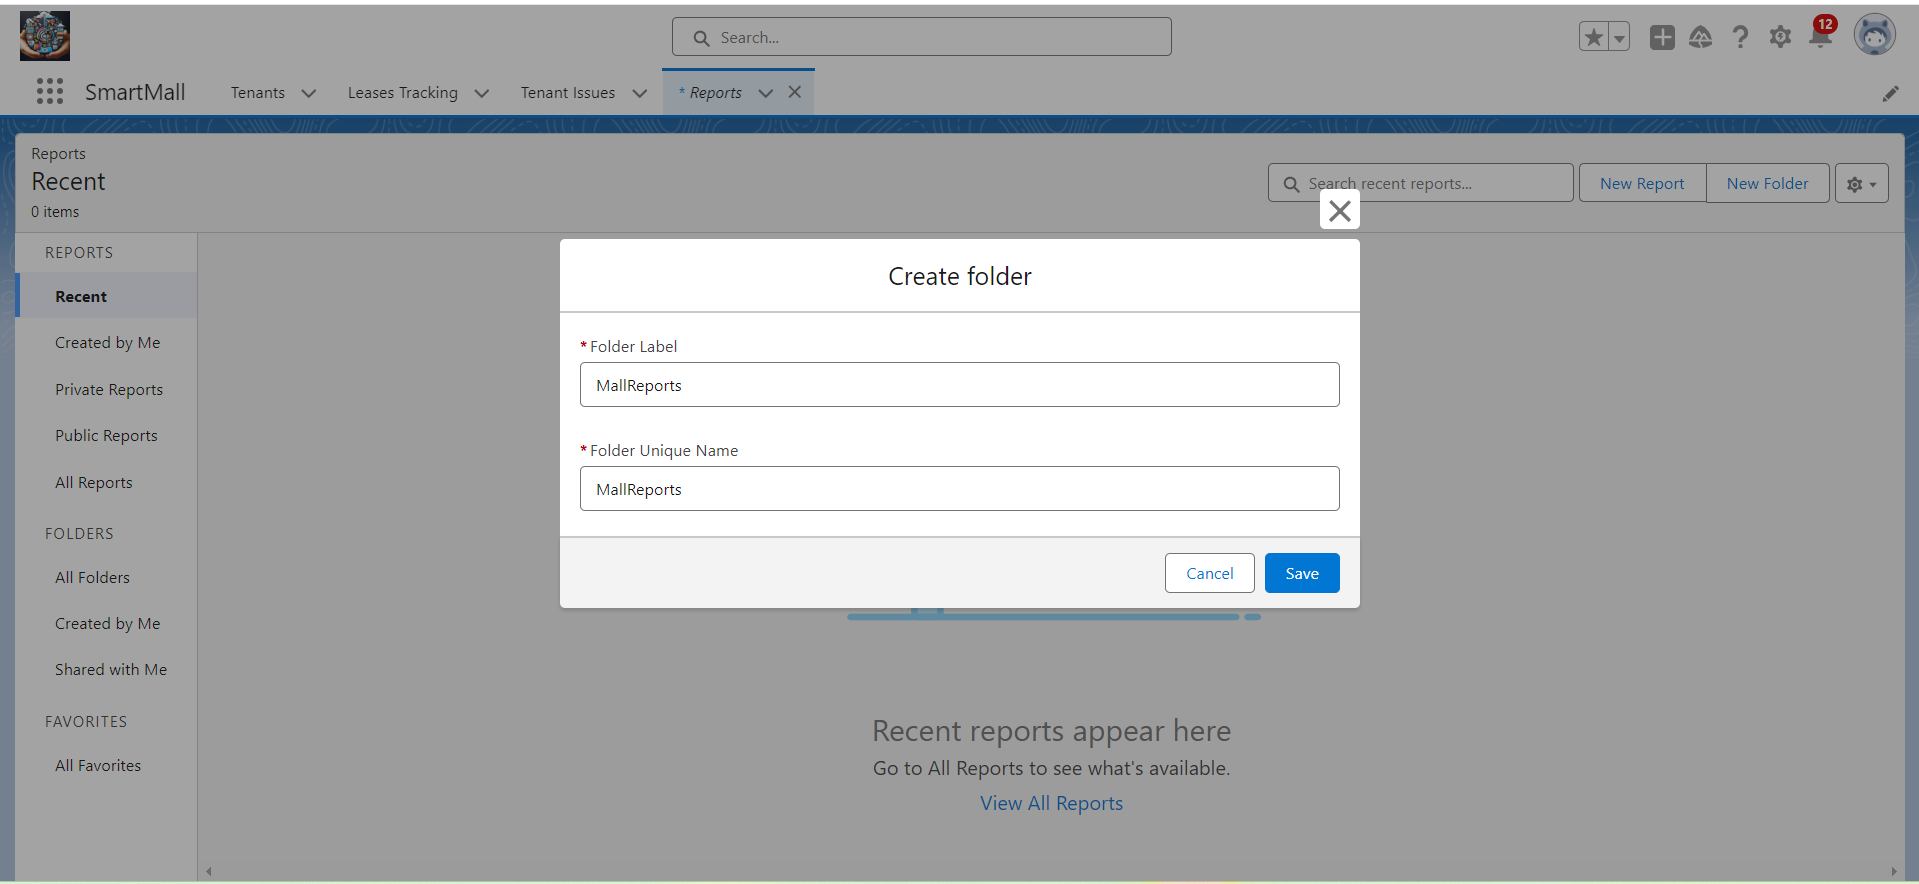 Search...
12
SmartMall
Tenants
Leases Tracking
Tenant Issues
* Reports
Reports
Recent
0 items
Search recent reports...
New Report
New Folder
REPORTS
Recent
Created by Me
Private Reports
Public Reports
All Reports
FOLDERS
All Folders
Created by Me
Shared with Me
FAVORITES
All Favorites
Create folder
* Folder Label
MallReports
* Folder Unique Name
MallReports
Cancel
Save
Recent reports appear here
Go to All Reports to see what's available.
View All Reports